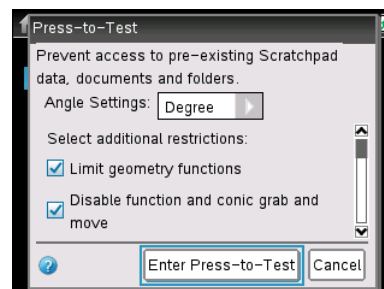 Press-to-Test
Prevent access to pre-existing Scratchpad
data, documents and folders.
Angle Settings: Degree
Select additional restrictions:
Limit geometry functions
Disable function and conic grab and
move
Enter Press-to-Test Cancel